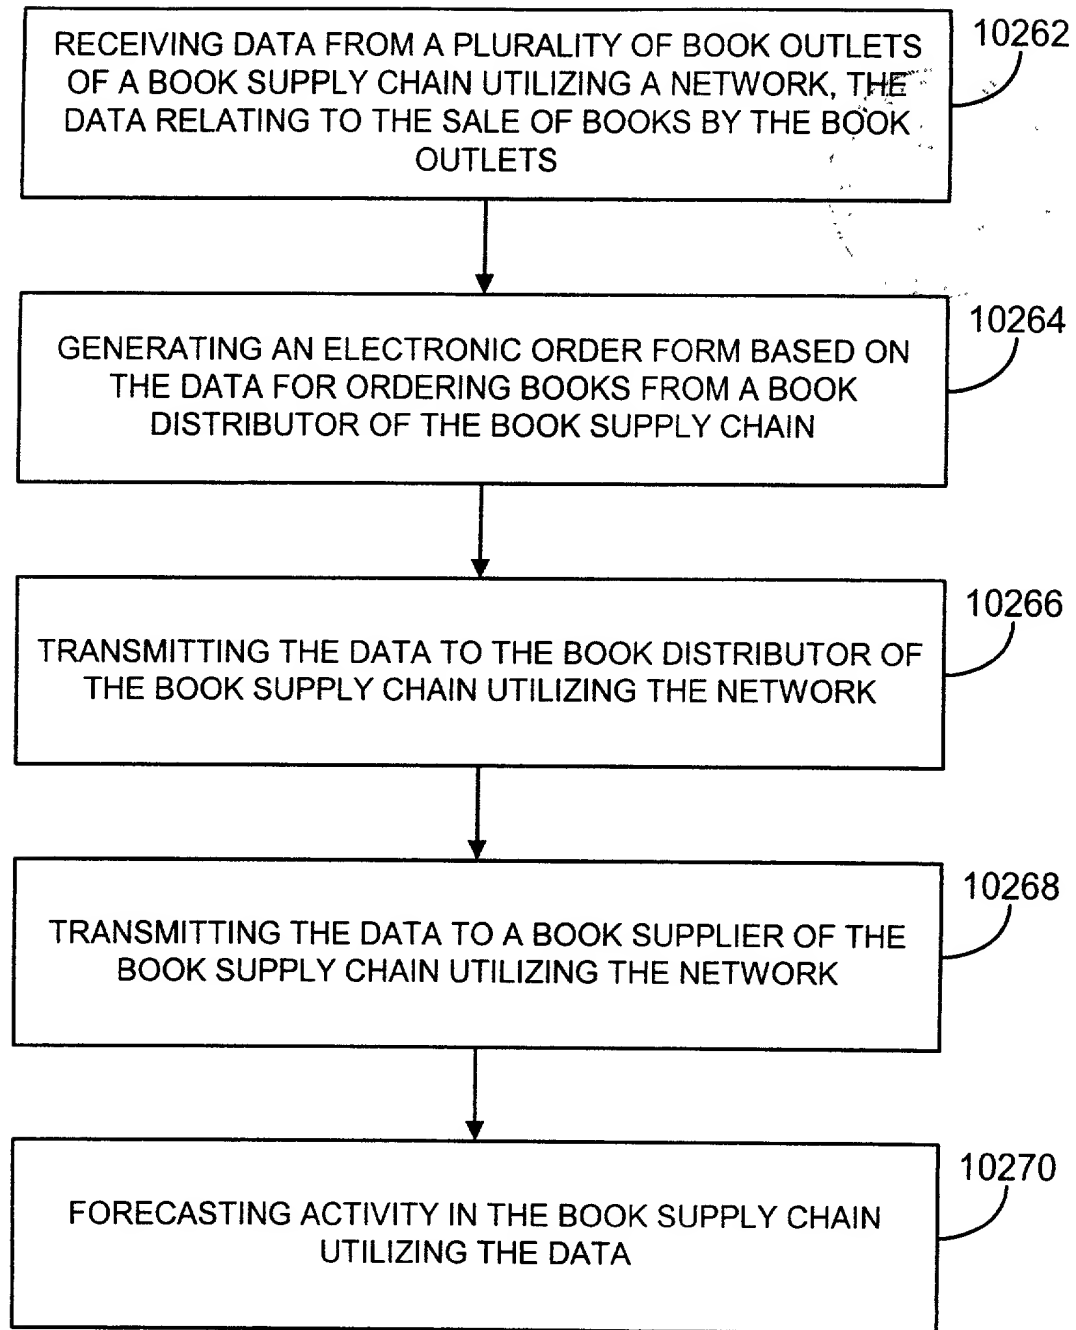 RECEIVING DATA FROM A PLURALITY OF BOOK OUTLETS
OF A BOOK SUPPLY CHAIN UTILIZING A NETWORK, THE
DATA RELATING TO THE SALE OF BOOKS BY THE BOOK
OUTLETS
10262
GENERATING AN ELECTRONIC ORDER FORM BASED ON
THE DATA FOR ORDERING BOOKS FROM A BOOK
DISTRIBUTOR OF THE BOOK SUPPLY CHAIN
10264
TRANSMITTING THE DATA TO THE BOOK DISTRIBUTOR OF
THE BOOK SUPPLY CHAIN UTILIZING THE NETWORK
10266
TRANSMITTING THE DATA TO A BOOK SUPPLIER OF THE
BOOK SUPPLY CHAIN UTILIZING THE NETWORK
10268
FORECASTING ACTIVITY IN THE BOOK SUPPLY CHAIN
UTILIZING THE DATA
10270